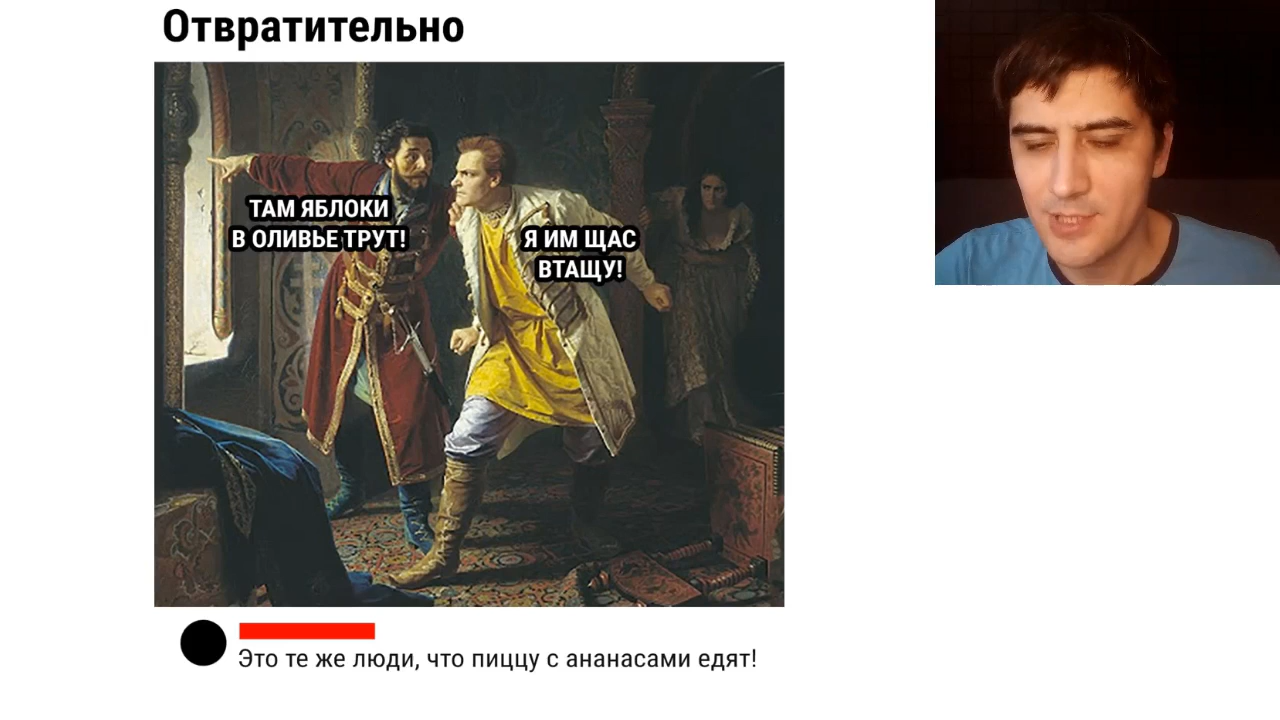 Отвратительно
ТАМ ЯБЛОКИ
В ОЛИВЬЕ ТРУТ!
Я ИМ ЩАС
ВТАЩУ!
Это те же люди, что пиццу с ананасами едят!